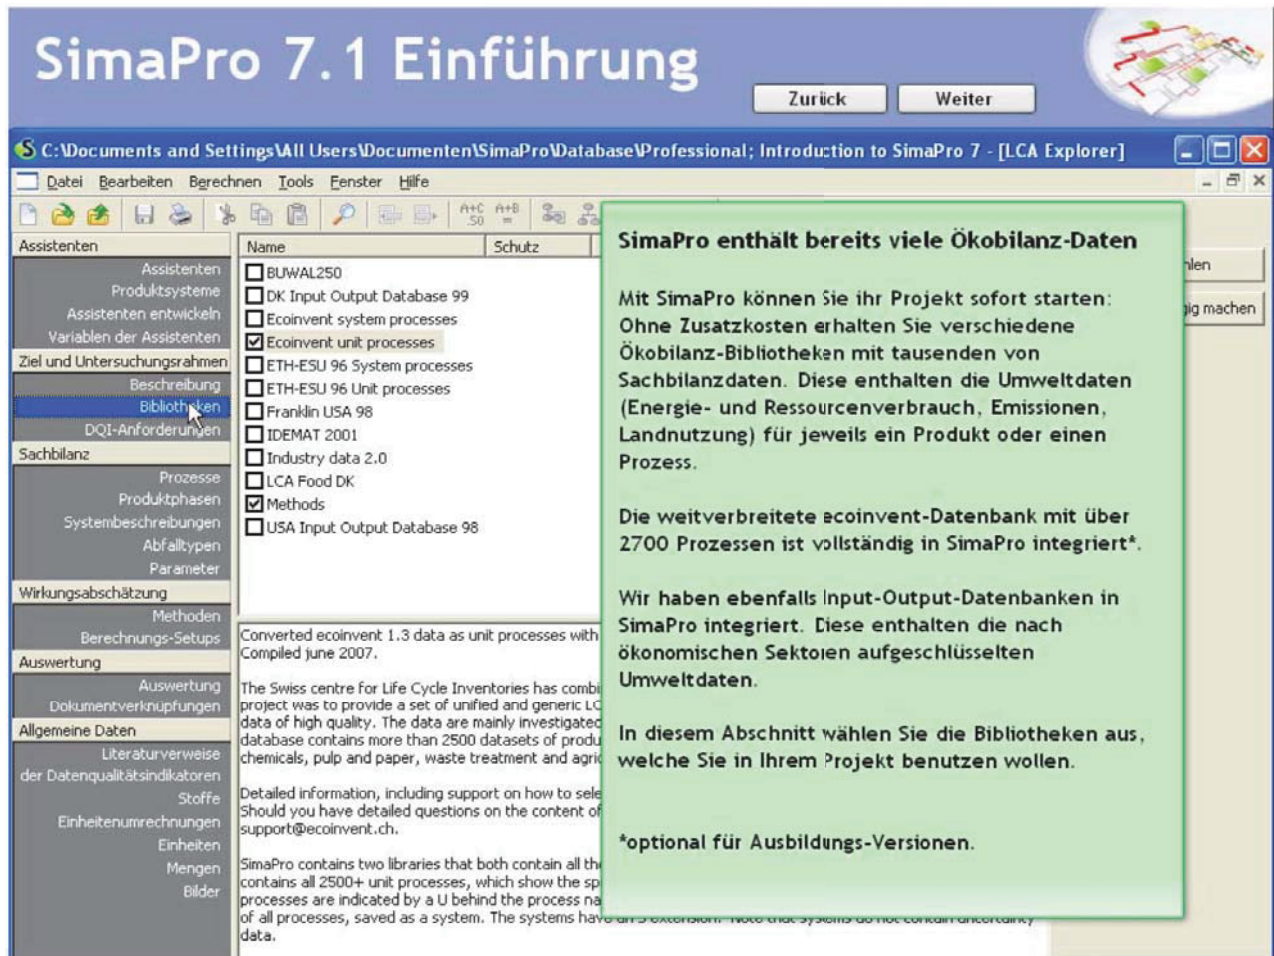 SimaPro 7.1 Einführung
Zurück
Weiter
C:\Documents and Settings\All Users\Documenten\SimaPro\Database\Professional; Introduction to SimaPro 7 - [LCA Explorer]
Datei Bearbeiten Berechnen Tools Fenster Hilfe
Assistenten
Assistenten
Produktsysteme
Assistenten entwickeln
Variablen der Assistenten
Ziel und Untersuchungsrahmen
Beschreibung
Bibliotheken
DQI-Anforderungen
Sachbilanz
Prozesse
Produktphasen
Systembeschreibungen
Abfalltypen
Parameter
Wirkungsabschätzung
Methoden
Berechnungs-Setups
Auswertung
Auswertung
Dokumentverknüpfungen
Allgemeine Daten
Literaturverweise
der Datenqualitätsindikatoren
Stoffe
Einheitenumrechnungen
Einheiten
Mengen
Bilder
Name Schutz
BUWAL250
DK Input Output Database 99
Ecoinvent system processes
Ecoinvent unit processes
ETH-ESU 96 System processes
ETH-ESU 96 Unit processes
Franklin USA 98
IDEMAT 2001
Industry data 2.0
LCA Food DK
Methods
USA Input Output Database 98
Converted ecoinvent 1.3 data as unit processes with
Compiled june 2007.
The Swiss centre for Life Cycle Inventories has combi
project was to provide a set of unified and generic LC
data of high quality. The data are mainly investigated
database contains more than 2500 datasets of produ
chemicals, pulp and paper, waste treatment and agric
Detailed information, including support on how to sele
Should you have detailed questions on the content of
support@ecoinvent.ch.
SimaPro contains two libraries that both contain all the
contains all 2500+ unit processes, which show the sp
processes are indicated by a U behind the process na
of all processes, saved as a system. The systems have an S extension. Note that systems do not contain uncertainty
data.
SimaPro enthält bereits viele Ökobilanz-Daten
Mit SimaPro können Sie ihr Projekt sofort starten:
Ohne Zusatzkosten erhalten Sie verschiedene
Ökobilanz-Bibliotheken mit tausenden von
Sachbilanzdaten. Diese enthalten die Umweltdaten
(Energie- und Ressourcenverbrauch, Emissionen,
Landnutzung) für jeweils ein Produkt oder einen
Prozess.
Die weitverbreitete ecoinvent-Datenbank mit über
2700 Prozessen ist vollständig in SimaPro integriert*.
Wir haben ebenfalls Input-Output-Datenbanken in
SimaPro integriert. Diese enthalten die nach
ökonomischen Sektoren aufgeschlüsselten
Umweltdaten.
In diesem Abschnitt wählen Sie die Bibliotheken aus,
welche Sie in Ihrem Projekt benutzen wollen.
*optional für Ausbildungs-Versionen.
hlen
gig machen